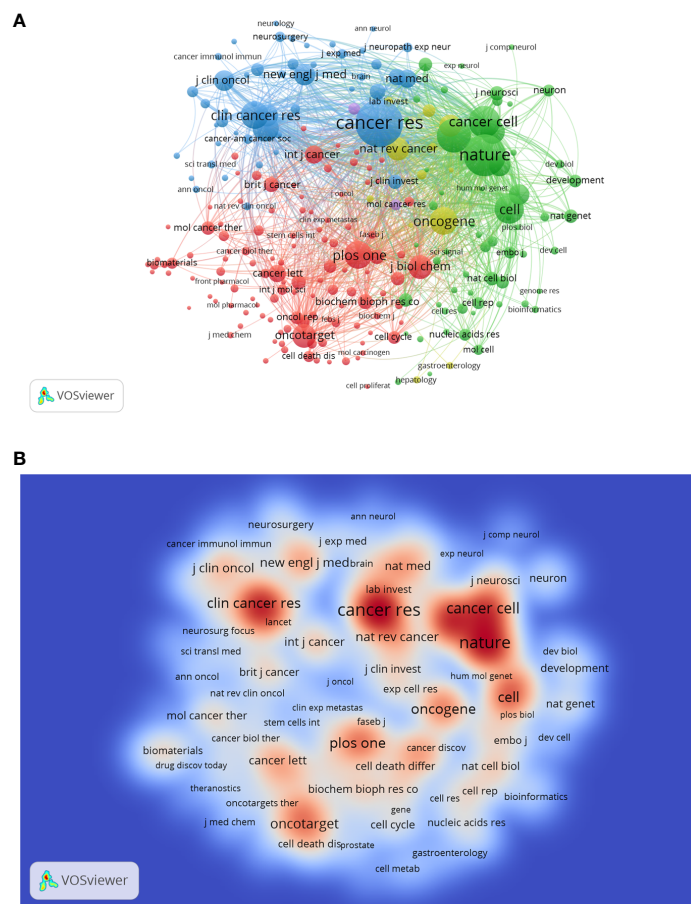 A
neurology
ann neurol
neurosurgery
j neuropath exp neur
j comp neurol
cancer immunol immun
j exp med
exp neurol
j clin oncol
new engl j med
brain
nat med
j neurosci
neuron
lab invest
clin cancer res
cancer res
cancer cell
cancer-am cancer soc
nat rev cancer
int j cancer
nature
sci transl med
dev biol
brit j cancer
j clin invest
development
ann oncol
j oncol
hum mol genet
nat rev clin oncol
mol cancer res
cell
clin exp metastas
oncogene
nat genet
mol cancer ther
faseb j
plos biol
stem cells int
cancer biol ther
plos one
sci signal
embo j
dev cell
biomaterials
j biol chem
front pharmacol
cancer lett
nat cell biol
int j mol sci
genome res
mol pharmacol
biochem bioph res co
cell rep
bioinformatics
oncol rep
febs j
biochem j
cell res
j med chem
oncotarget
cell cycle
nucleic acids res
cell death dis
mol carcinogen
mol cell
gastroenterology
cell proliferat
hepatology
VOSviewer
B
ann neurol
neurosurgery
j comp neurol
cancer immunol immun
j exp med
exp neurol
j clin oncol
new engl j med
brain
nat med
j neurosci
neuron
lab invest
clin cancer res
cancer res
cancer cell
lancet
neurosurg focus
int j cancer
nat rev cancer
nature
sci transl med
dev biol
brit j cancer
j clin invest
development
ann oncol
j oncol
hum mol genet
nat rev clin oncol
exp cell res
cell
nat genet
clin exp metastas
oncogene
mol cancer ther
stem cells int
faseb j
plos biol
cancer biol ther
plos one
cancer discov
embo j
dev cell
biomaterials
drug discov today
cancer lett
cell death differ
nat cell biol
theranostics
biochem bioph res co
cell rep
cell res
bioinformatics
oncotargets ther
gene
j med chem
oncotarget
cell cycle
nucleic acids res
cell death dis
prostate
gastroenterology
cell metab
VOSviewer